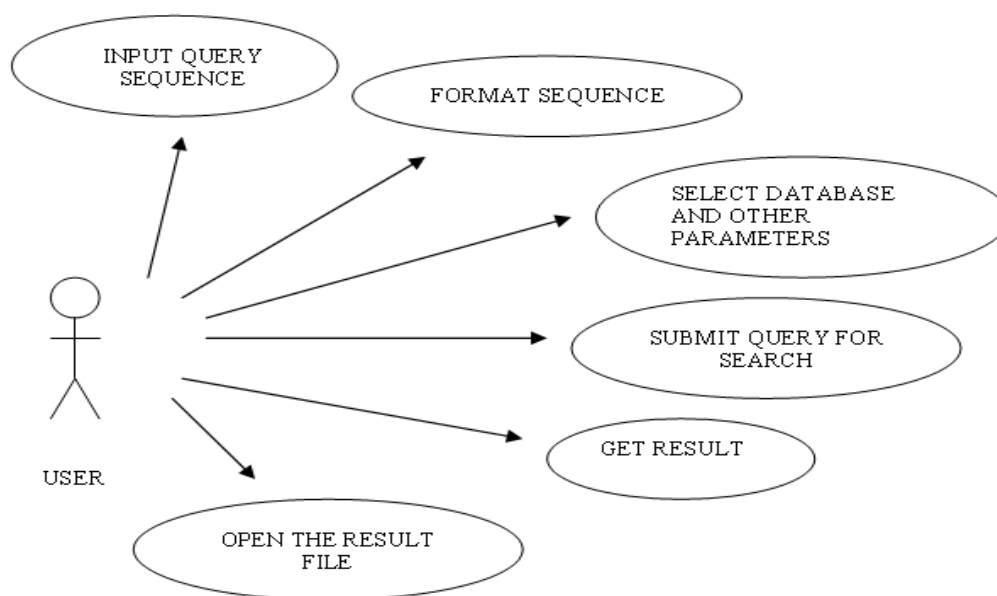 INPUT QUERY
SEQUENCE
FORMAT SEQUENCE
SELECT DATABASE
AND OTHER
PARAMETERS
SUBMIT QUERY FOR
SEARCH
GET RESULT
USER
OPEN THE RESULT
FILE